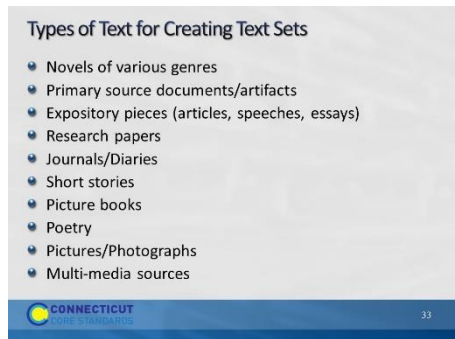 Types of Text for Creating Text Sets
Novels of various genres
Primary source documents/artifacts
Expository pieces (articles, speeches, essays)
Research papers
Journals/Diaries
Short stories
Picture books
Poetry
Pictures/Photographs
Multi-media sources
CONNECTICUT
CORE STANDARDS
33